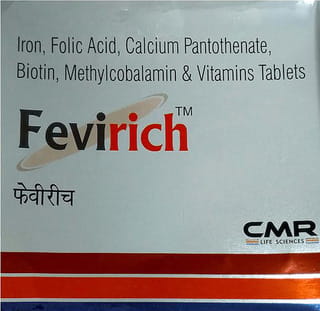 Iron, Folic Acid, Calcium Pantothenate,
Biotin, Methylcobalamin & Vitamins Tablets
Fevirich™
फेवीरीच
CMR
LIFE SCIENCES